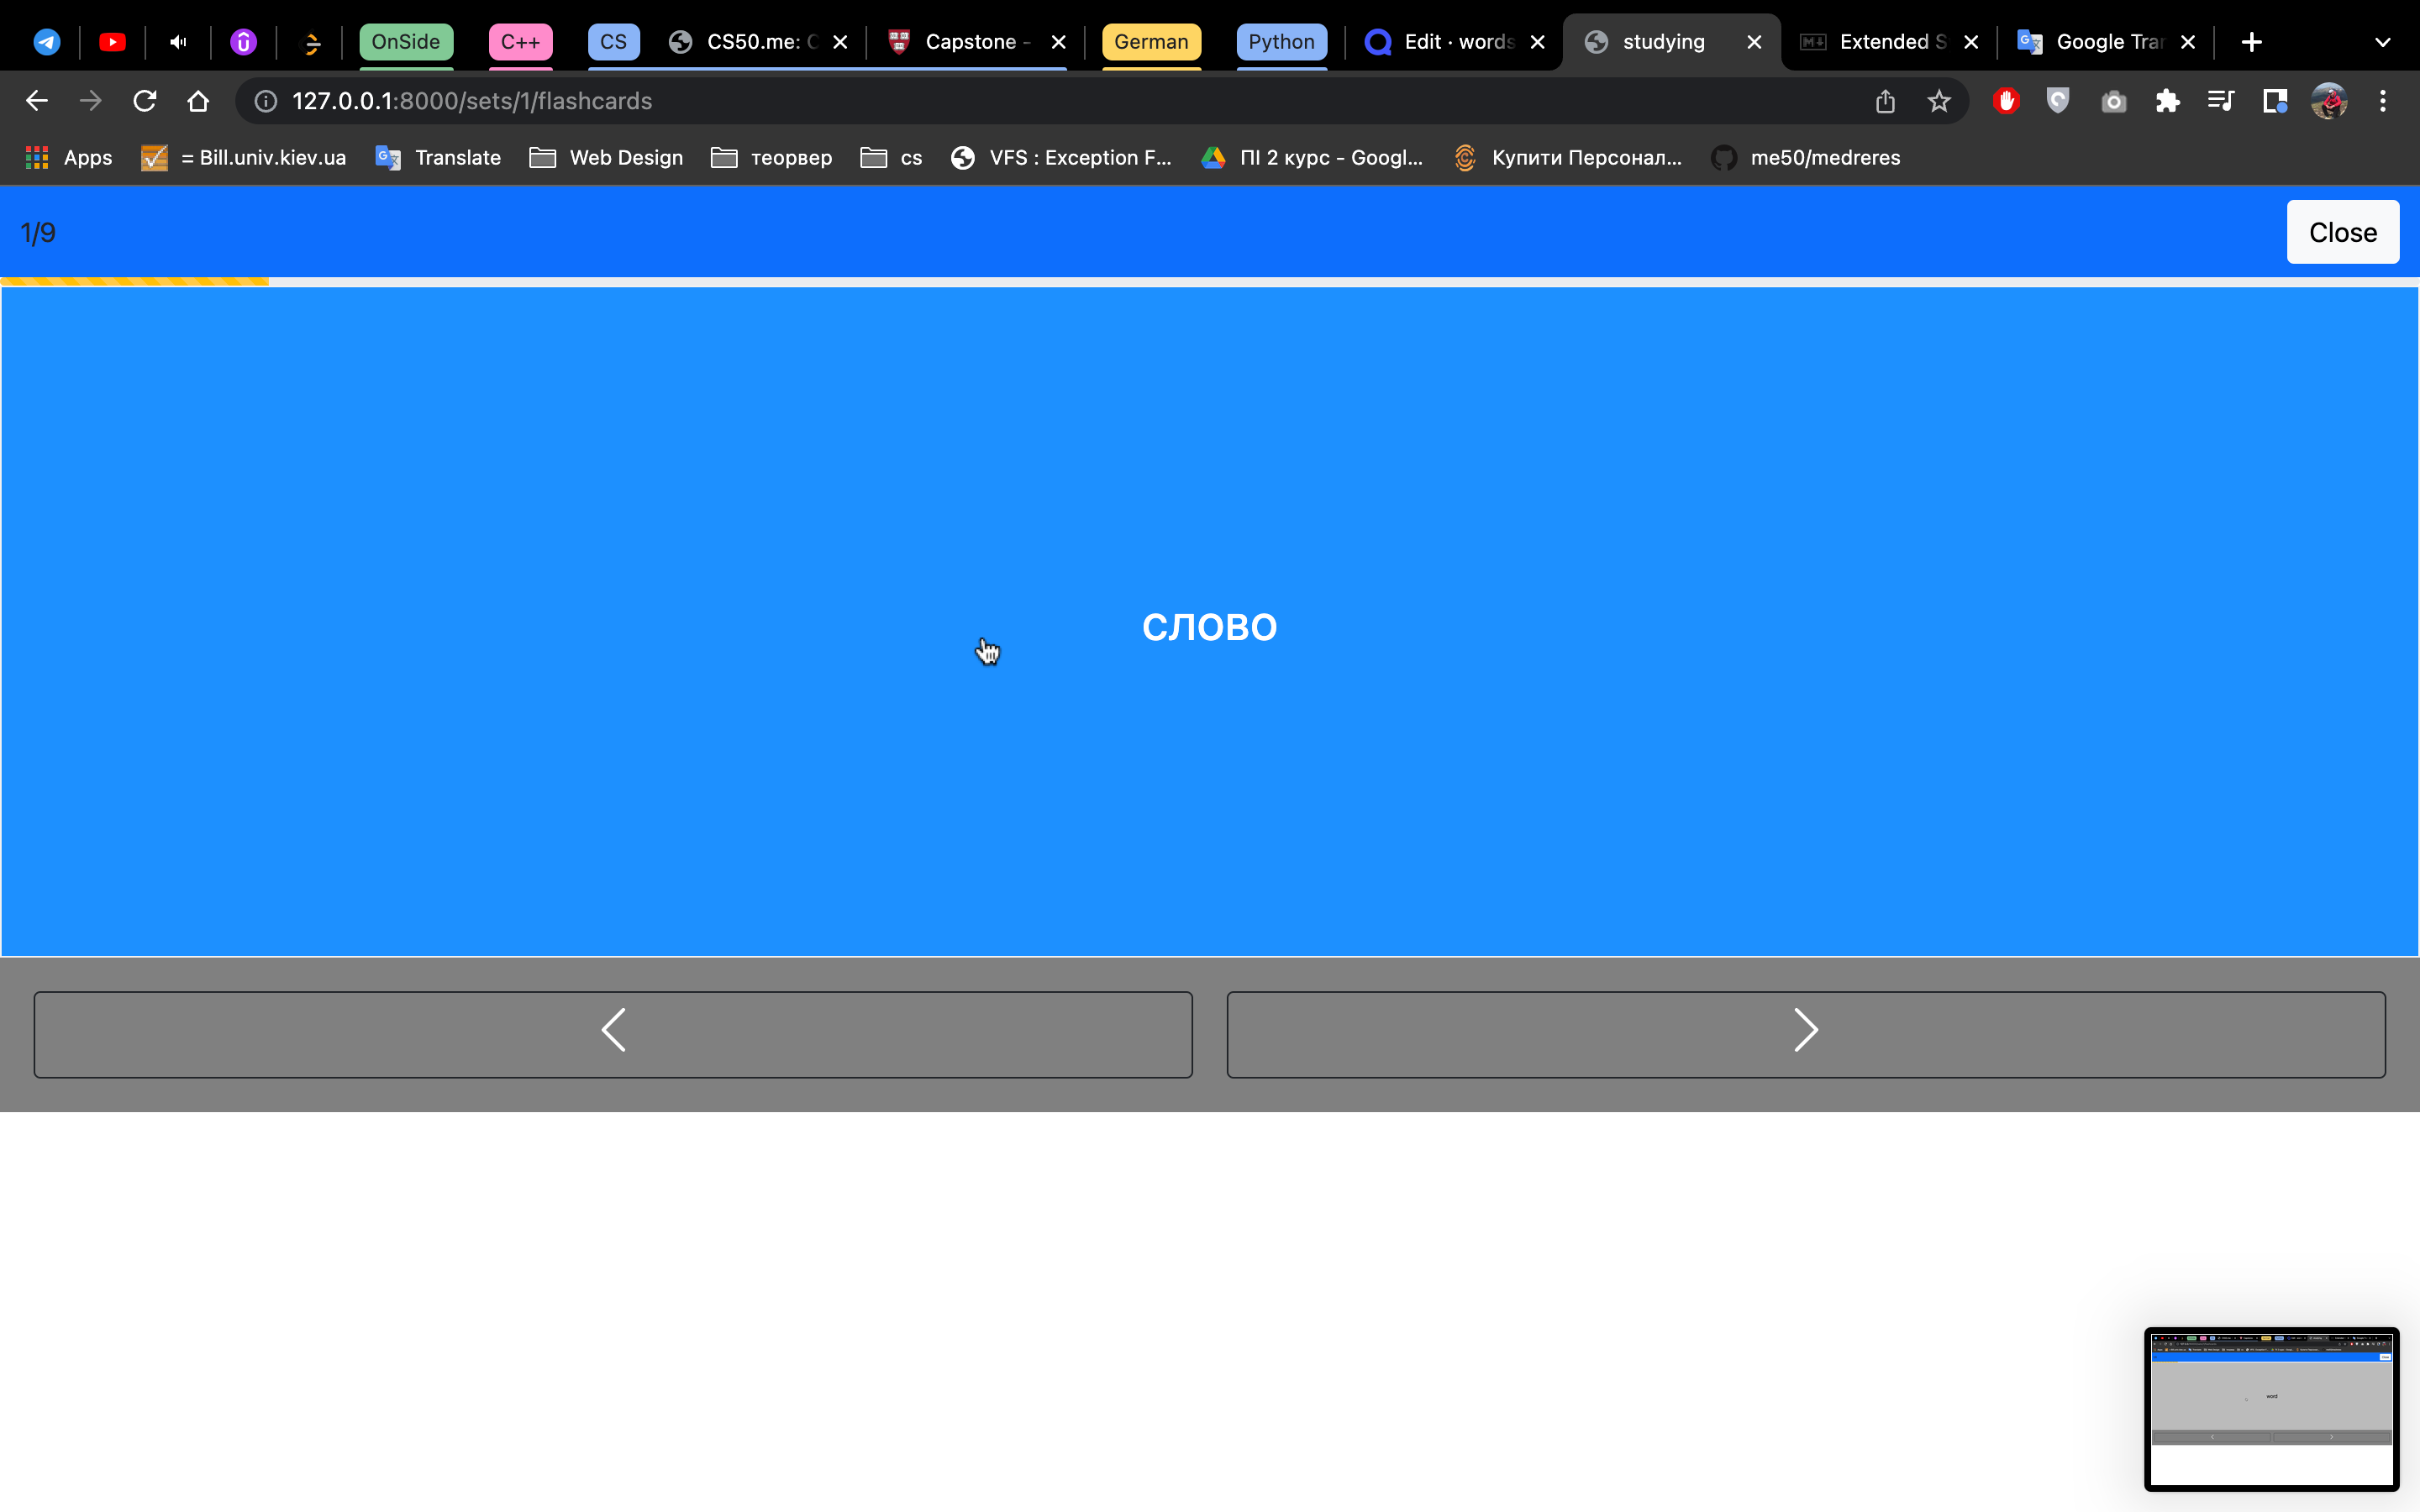 OnSide C++ CS CS50.me: Capstone - German Python Edit · words studying Extended S Google Tra
127.0.0.1:8000/sets/1/flashcards
Apps = Bill.univ.kiev.ua Translate Web Design теорвер cs VFS : Exception F... ПІ 2 курс - Googl... Купити Персонал... me50/medreres
1/9 Close
слово
word